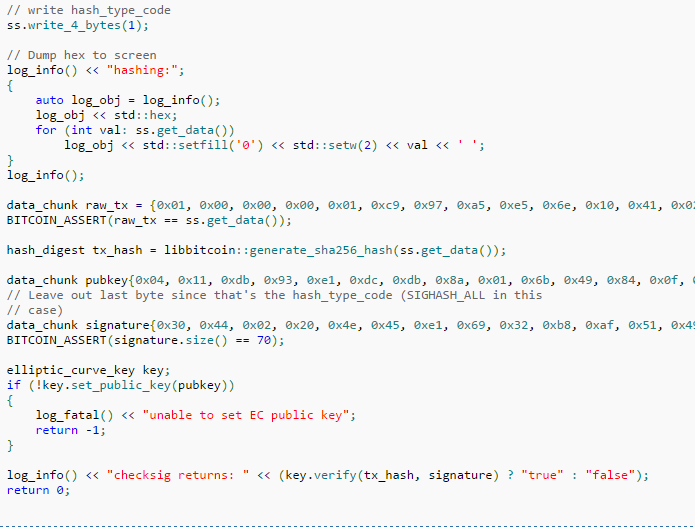 // write hash_type_code
ss.write_4_bytes(1);
// Dump hex to screen
log_info() << "hashing:";
{
    auto log_obj = log_info();
    log_obj << std::hex;
    for (int val: ss.get_data())
        log_obj << std::setfill('0') << std::setw(2) << val << ' ';
}
log_info();
data_chunk raw_tx = {0x01, 0x00, 0x00, 0x00, 0x01, 0xc9, 0x97, 0xa5, 0xe5, 0x6e, 0x10, 0x41, 0x0
BITCOIN_ASSERT(raw_tx == ss.get_data());
hash_digest tx_hash = libbitcoin::generate_sha256_hash(ss.get_data());
data_chunk pubkey{0x04, 0x11, 0xdb, 0x93, 0xe1, 0xdc, 0xdb, 0x8a, 0x01, 0x6b, 0x49, 0x84, 0x0f,
// Leave out last byte since that's the hash_type_code (SIGHASH_ALL in this
// case)
data_chunk signature{0x30, 0x44, 0x02, 0x20, 0x4e, 0x45, 0xe1, 0x69, 0x32, 0xb8, 0xaf, 0x51, 0x4
BITCOIN_ASSERT(signature.size() == 70);
elliptic_curve_key key;
if (!key.set_public_key(pubkey))
{
    log_fatal() << "unable to set EC public key";
    return -1;
}
log_info() << "checksig returns: " << (key.verify(tx_hash, signature) ? "true" : "false");
return 0;